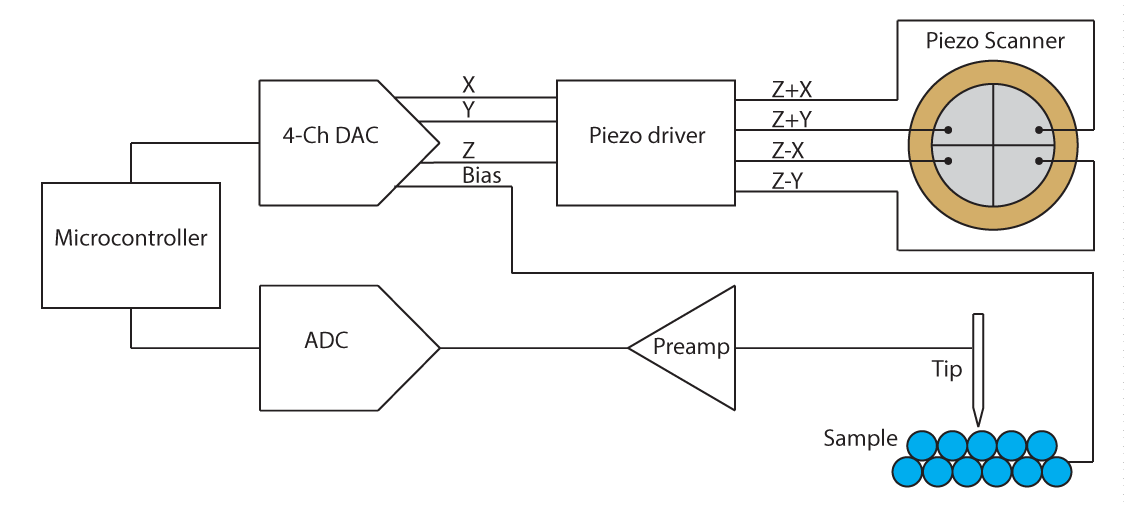 Piezo Scanner
X
Z+X
Y
Z+Y
4-Ch DAC
Piezo driver
Z
Z-X
Bias
Z-Y
Microcontroller
ADC
Preamp
Tip
Sample